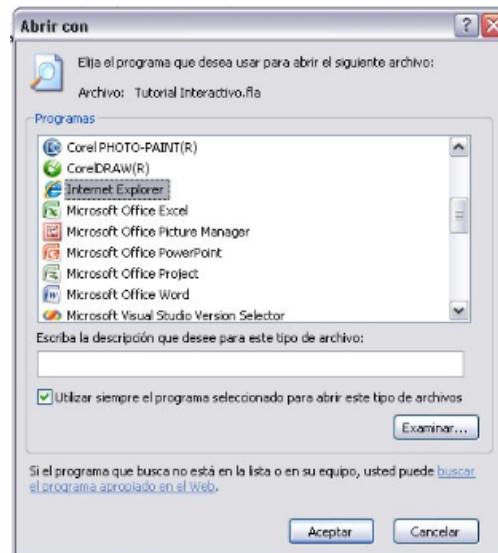 Abrir con
Elija el programa que desea usar para abrir el siguiente archivo:
Archivo: Tutorial Interactivo.fla
Programas
Corel PHOTO-PAINT(R)
CorelDRAW(R)
Internet Explorer
Microsoft Office Excel
Microsoft Office Picture Manager
Microsoft Office PowerPoint
Microsoft Office Project
Microsoft Office Word
Microsoft Visual Studio Version Selector
Escriba la descripción que desee para este tipo de archivo:
Utilizar siempre el programa seleccionado para abrir este tipo de archivos
Examinar...
Si el programa que busca no está en la lista o en su equipo, usted puede buscar
el programa apropiado en el Web.
Aceptar Cancelar